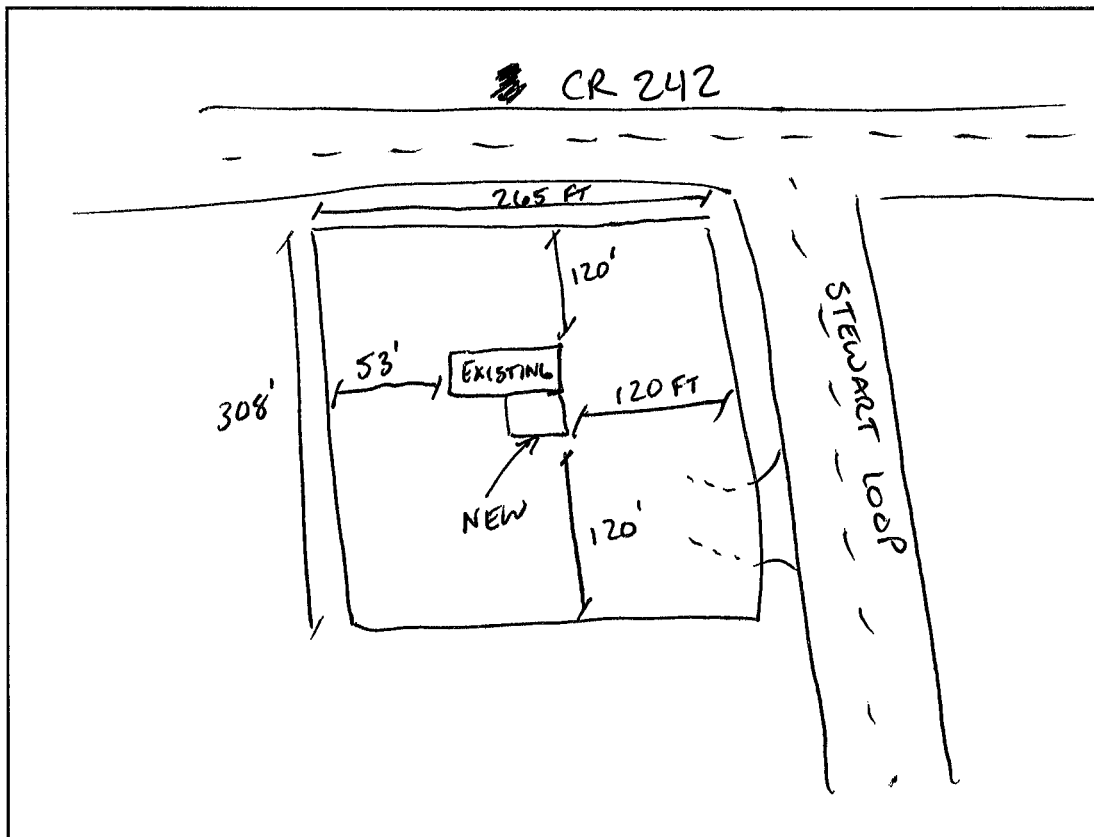 CR 242
265 FT
120'
53'
EXISTING
120 FT
308'
NEW
120'
STEWART LOOP